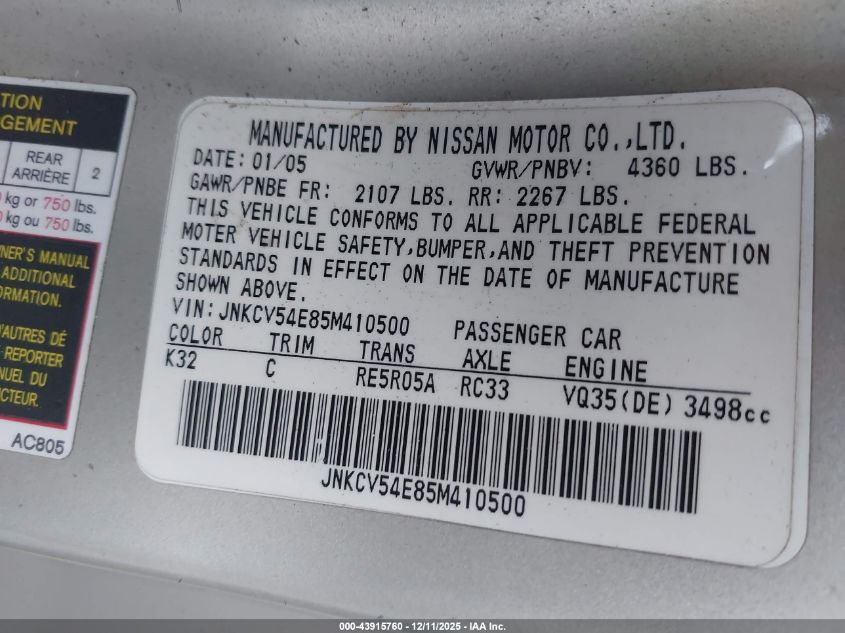 TION
GEMENT
REAR
ARRIÈRE
2
kg or 750 lbs.
kg ou 750 lbs.
NER'S MANUAL
ADDITIONAL
ORMATION.
'AUTRES DÉ
REPORTER
NUEL DU
CTEUR.
AC805
MANUFACTURED BY NISSAN MOTOR CO.,LTD.
DATE: 01/05 GVWR/PNBV: 4360 LBS.
GAWR/PNBE FR: 2107 LBS. RR: 2267 LBS.
THIS VEHICLE CONFORMS TO ALL APPLICABLE FEDERAL
MOTER VEHICLE SAFETY,BUMPER,AND THEFT PREVENTION
STANDARDS IN EFFECT ON THE DATE OF MANUFACTURE
SHOWN ABOVE.
VIN: JNKCV54E85M410500 PASSENGER CAR
COLOR TRIM TRANS AXLE ENGINE
K32 C RE5R05A RC33 VQ35(DE) 3498cc
JNKCV54E85M410500
000-43915760 - 12/11/2025 - IAA Inc.